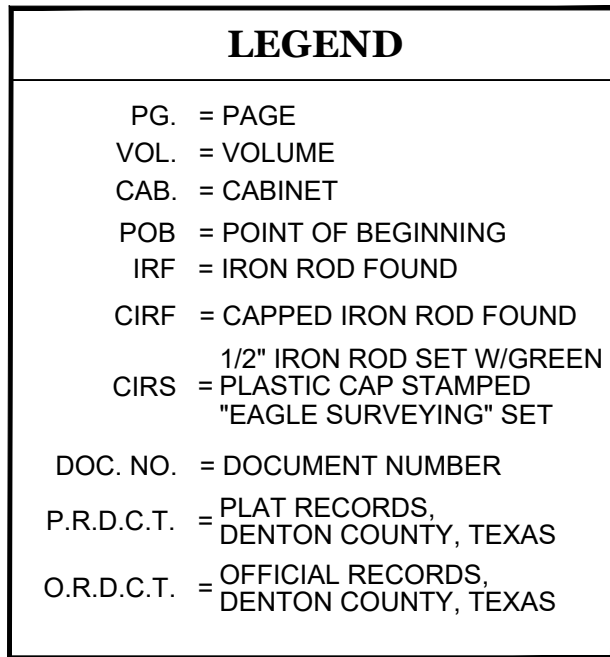 LEGEND
PG. = PAGE
VOL. = VOLUME
CAB. = CABINET
POB = POINT OF BEGINNING
IRF = IRON ROD FOUND
CIRF = CAPPED IRON ROD FOUND
1/2" IRON ROD SET W/GREEN
CIRS = PLASTIC CAP STAMPED
"EAGLE SURVEYING" SET
DOC. NO. = DOCUMENT NUMBER
P.R.D.C.T. = PLAT RECORDS,
DENTON COUNTY, TEXAS
O.R.D.C.T. = OFFICIAL RECORDS,
DENTON COUNTY, TEXAS